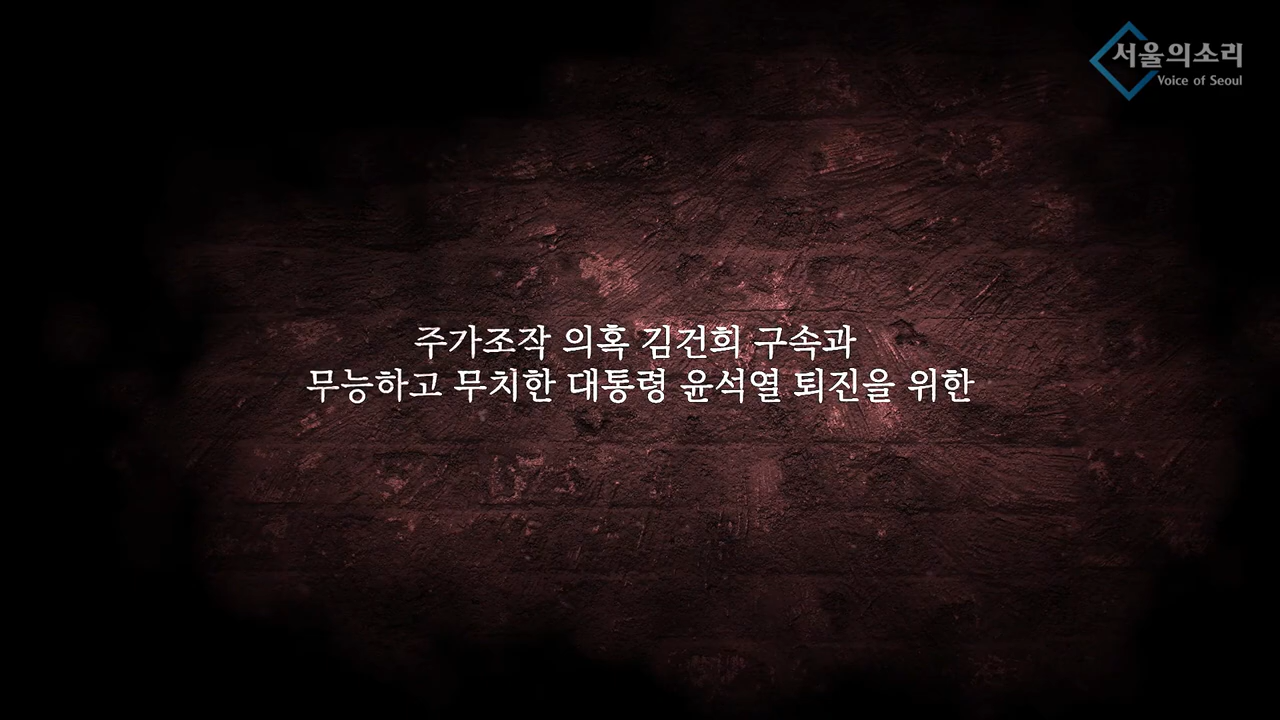 서울의소리
Voice of Seoul
주가조작 의혹 김건희 구속과
무능하고 무치한 대통령 윤석열 퇴진을 위한